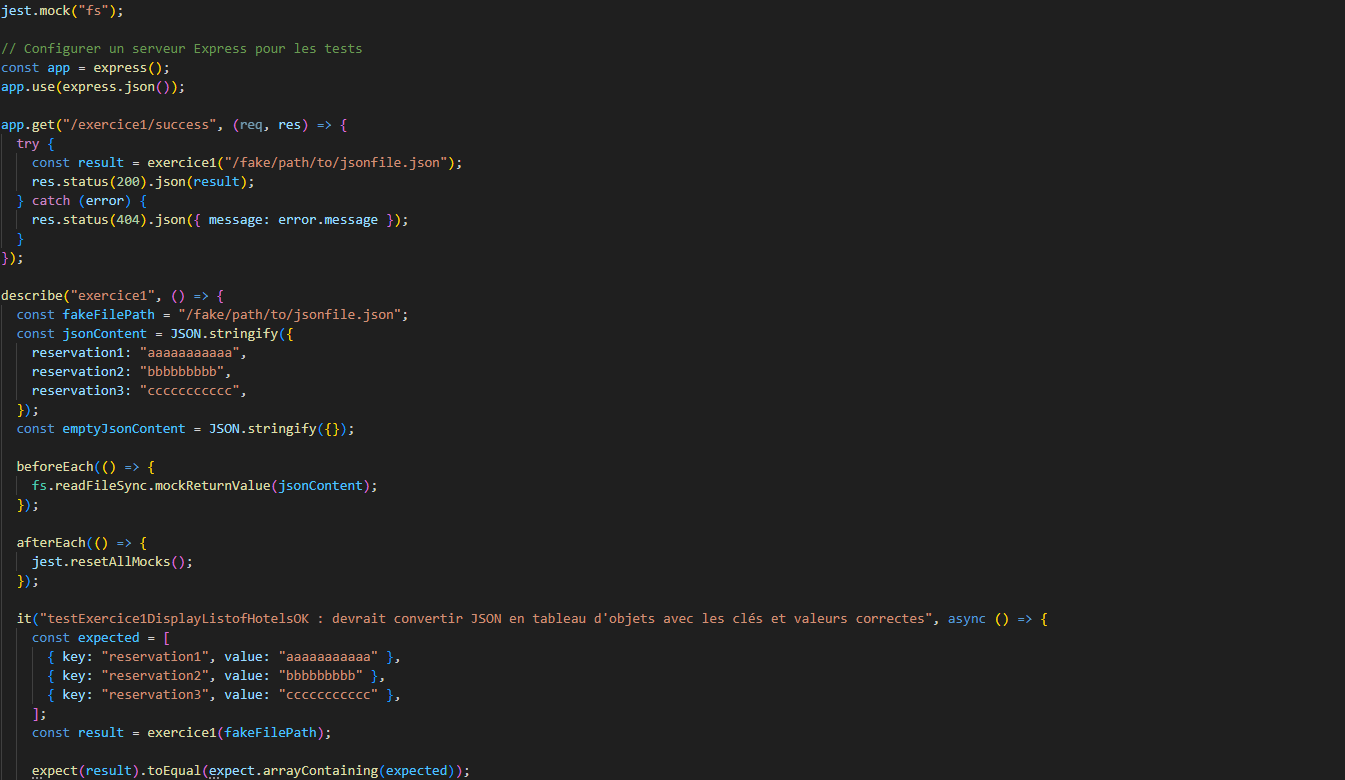 jest.mock("fs");
// Configurer un serveur Express pour les tests
const app = express();
app.use(express.json());
app.get("/exercice1/success", (req, res) => {
  try {
    const result = exercice1("/fake/path/to/jsonfile.json");
    res.status(200).json(result);
  } catch (error) {
    res.status(404).json({ message: error.message });
  }
});
describe("exercice1", () => {
  const fakeFilePath = "/fake/path/to/jsonfile.json";
  const jsonContent = JSON.stringify({
    reservation1: "aaaaaaaaaaa",
    reservation2: "bbbbbbbbb",
    reservation3: "ccccccccccc",
  });
  const emptyJsonContent = JSON.stringify({});
  beforeEach(() => {
    fs.readFileSync.mockReturnValue(jsonContent);
  });
  afterEach(() => {
    jest.resetAllMocks();
  });
  it("testExercice1DisplayListofHotelsOK : devrait convertir JSON en tableau d'objets avec les clés et valeurs correctes", async () => {
    const expected = [
      { key: "reservation1", value: "aaaaaaaaaaa" },
      { key: "reservation2", value: "bbbbbbbbb" },
      { key: "reservation3", value: "ccccccccccc" },
    ];
    const result = exercice1(fakeFilePath);
    expect(result).toEqual(expect.arrayContaining(expected));